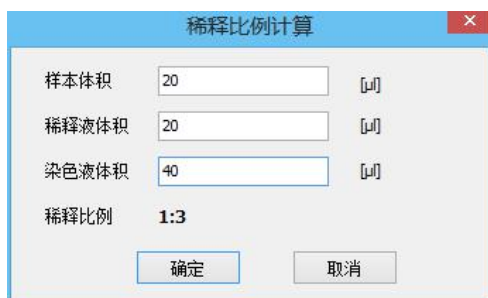 稀释比例计算
样本体积 20 [µl]
稀释液体积 20 [µl]
染色液体积 40 [µl]
稀释比例 1:3
确定 取消